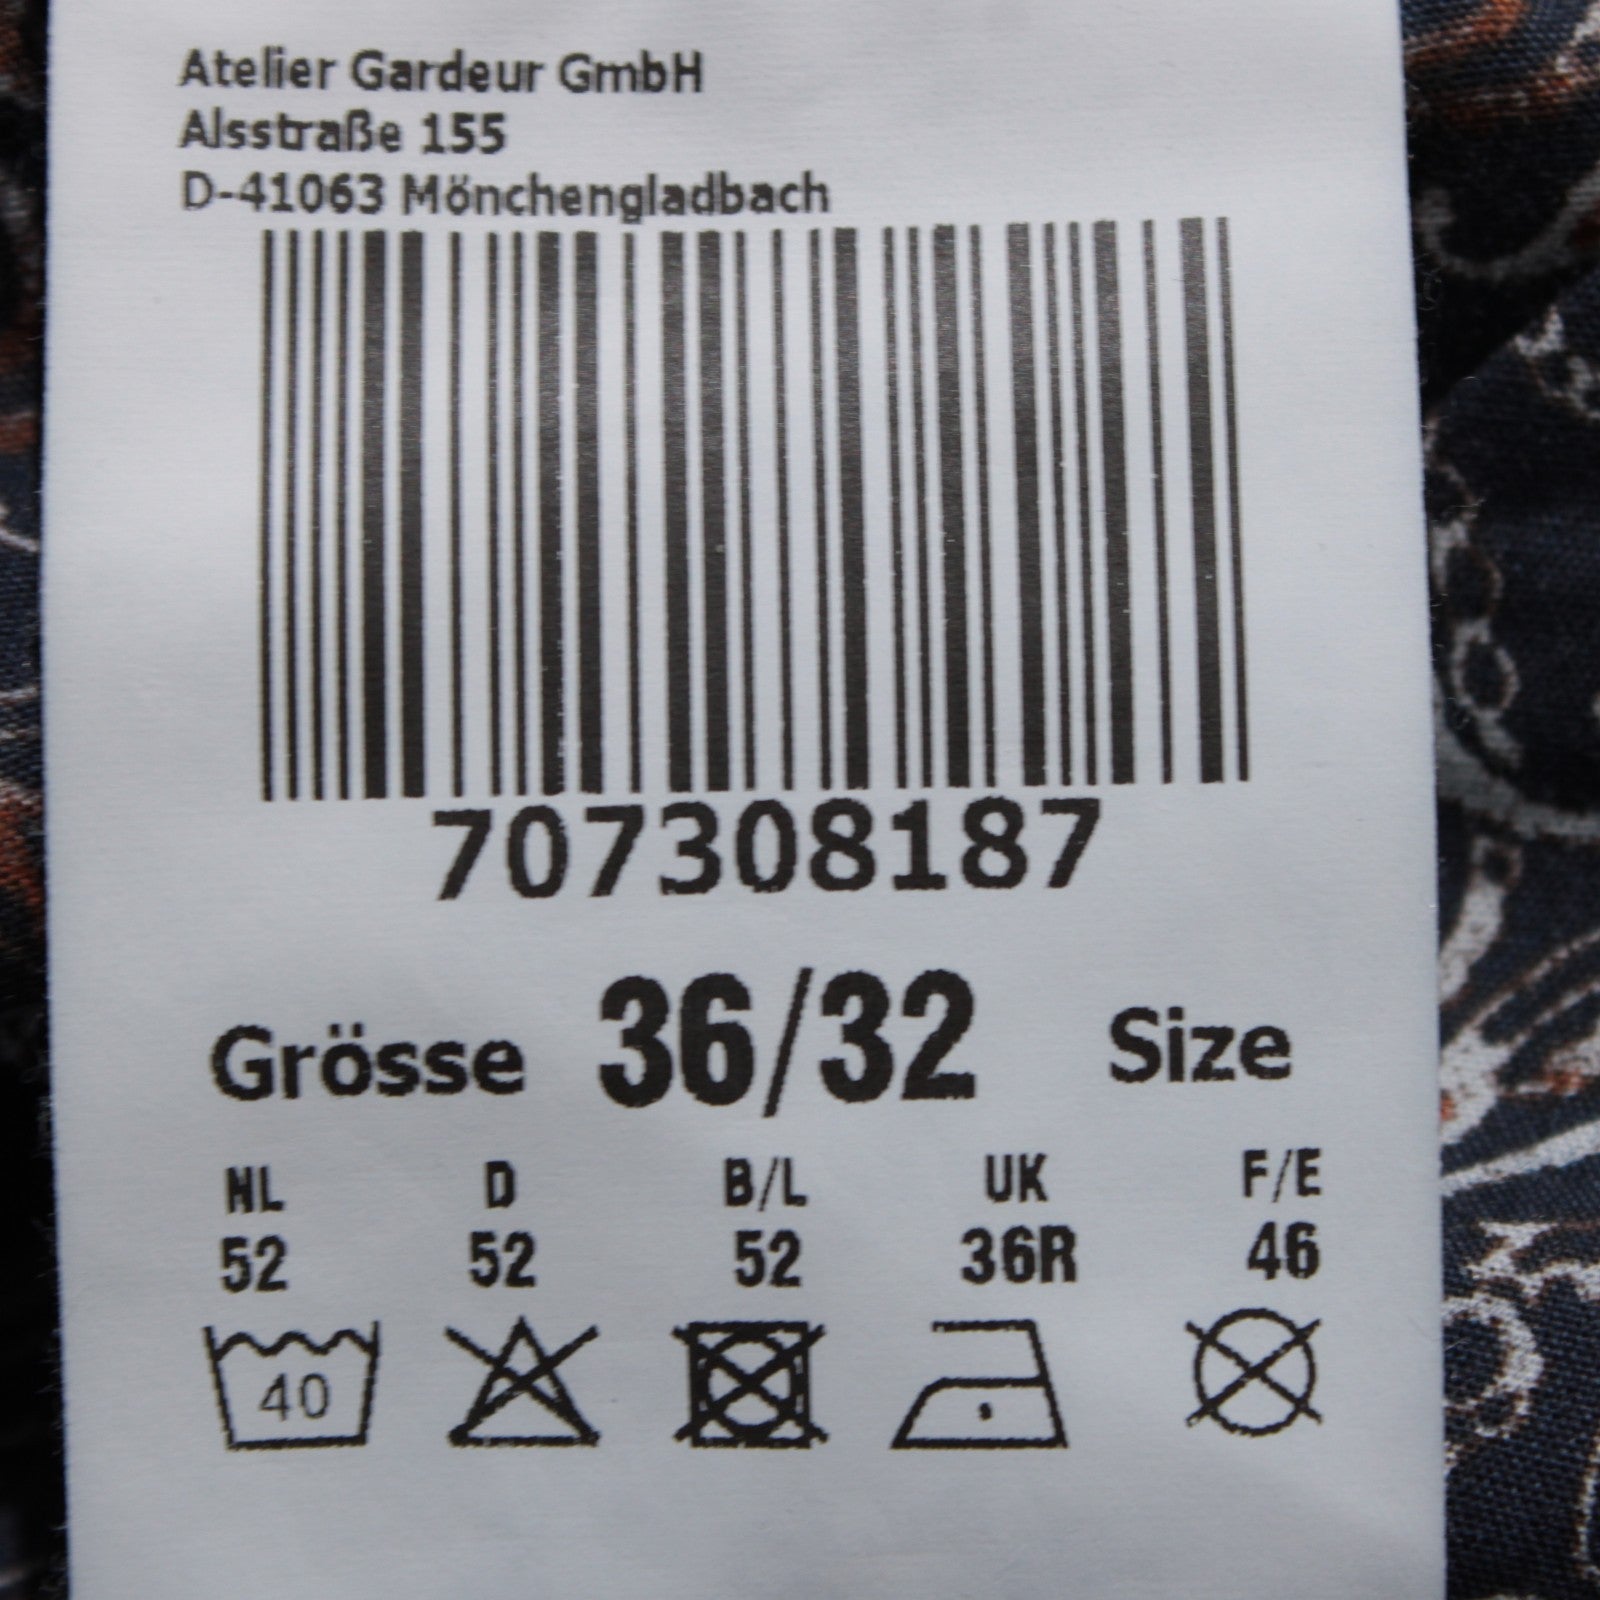 Atelier Gardeur GmbH
Alsstraße 155
D-41063 Mönchengladbach
707308187
Grösse 36/32 Size
NL D B/L UK F/E
52 52 52 36R 46
40